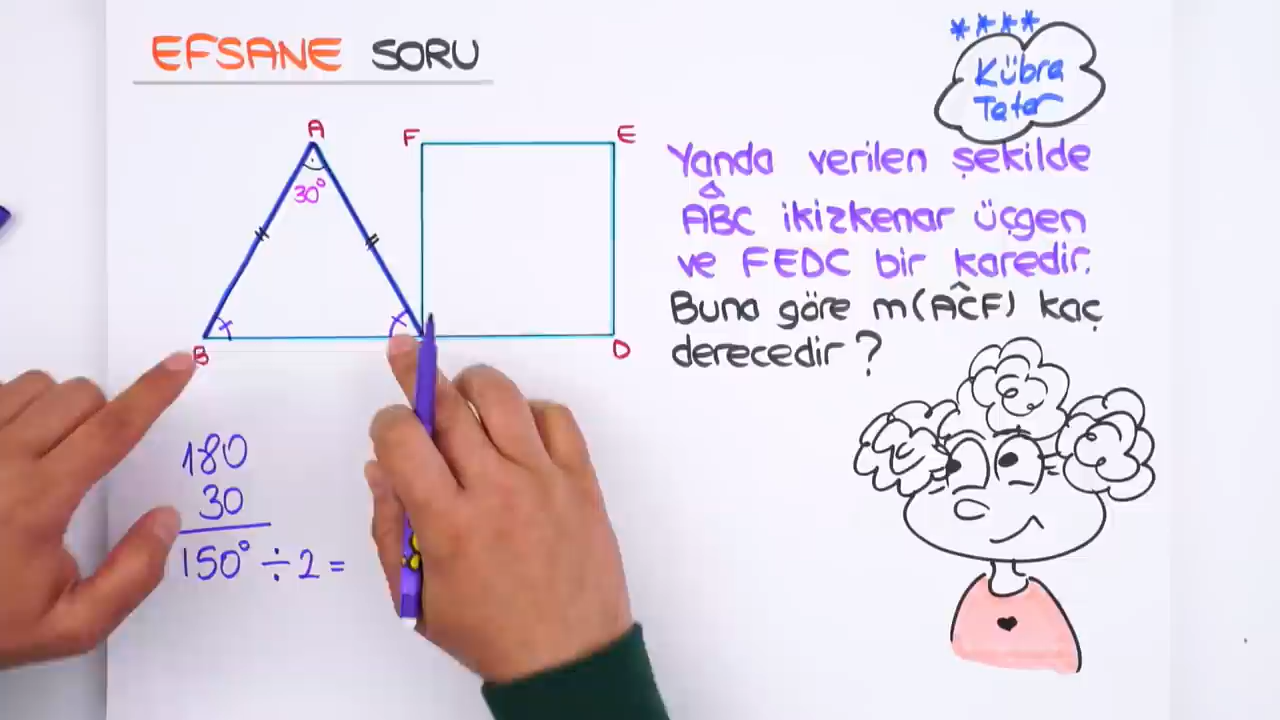 EFSANE SORU
****
Kübra
Tatar
A
F
E
30°
B
D
Yanda verilen şekilde
ABC ikizkenar üçgen
ve FEDC bir karedir.
Buna göre m(AĈF) kaç
derecedir?
180
30
150° ÷ 2 =